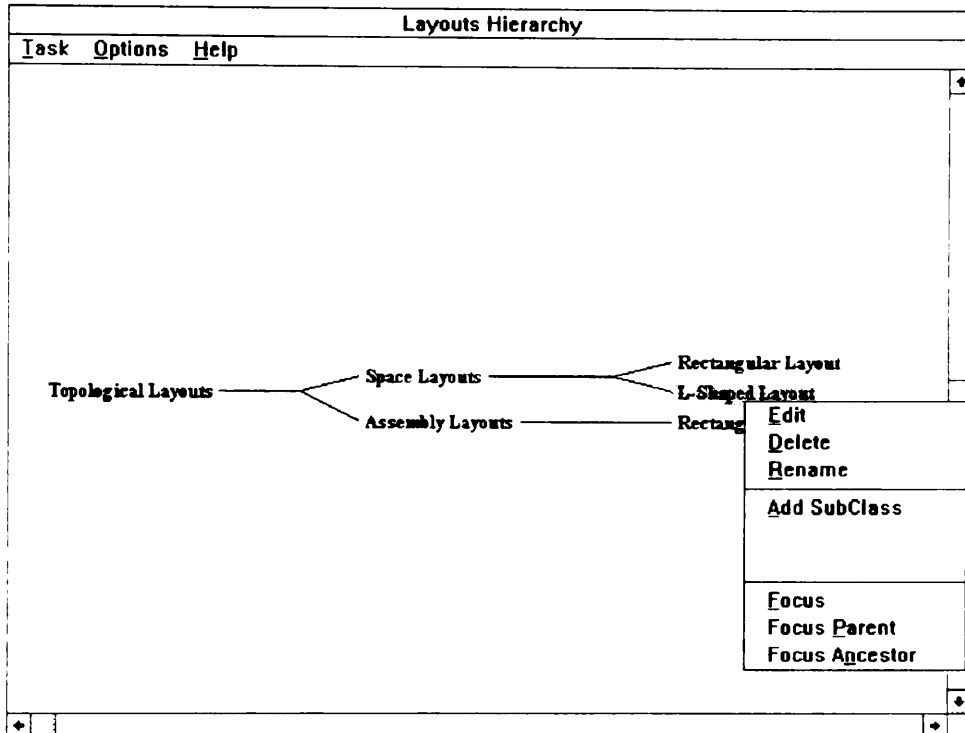 Layouts Hierarchy
Task Options Help
Rectangular Layout
Space Layouts
Topological Layouts
L-Shaped Layout
Assembly Layouts
Edit
Delete
Rename
Add SubClass
Focus
Focus Parent
Focus Ancestor